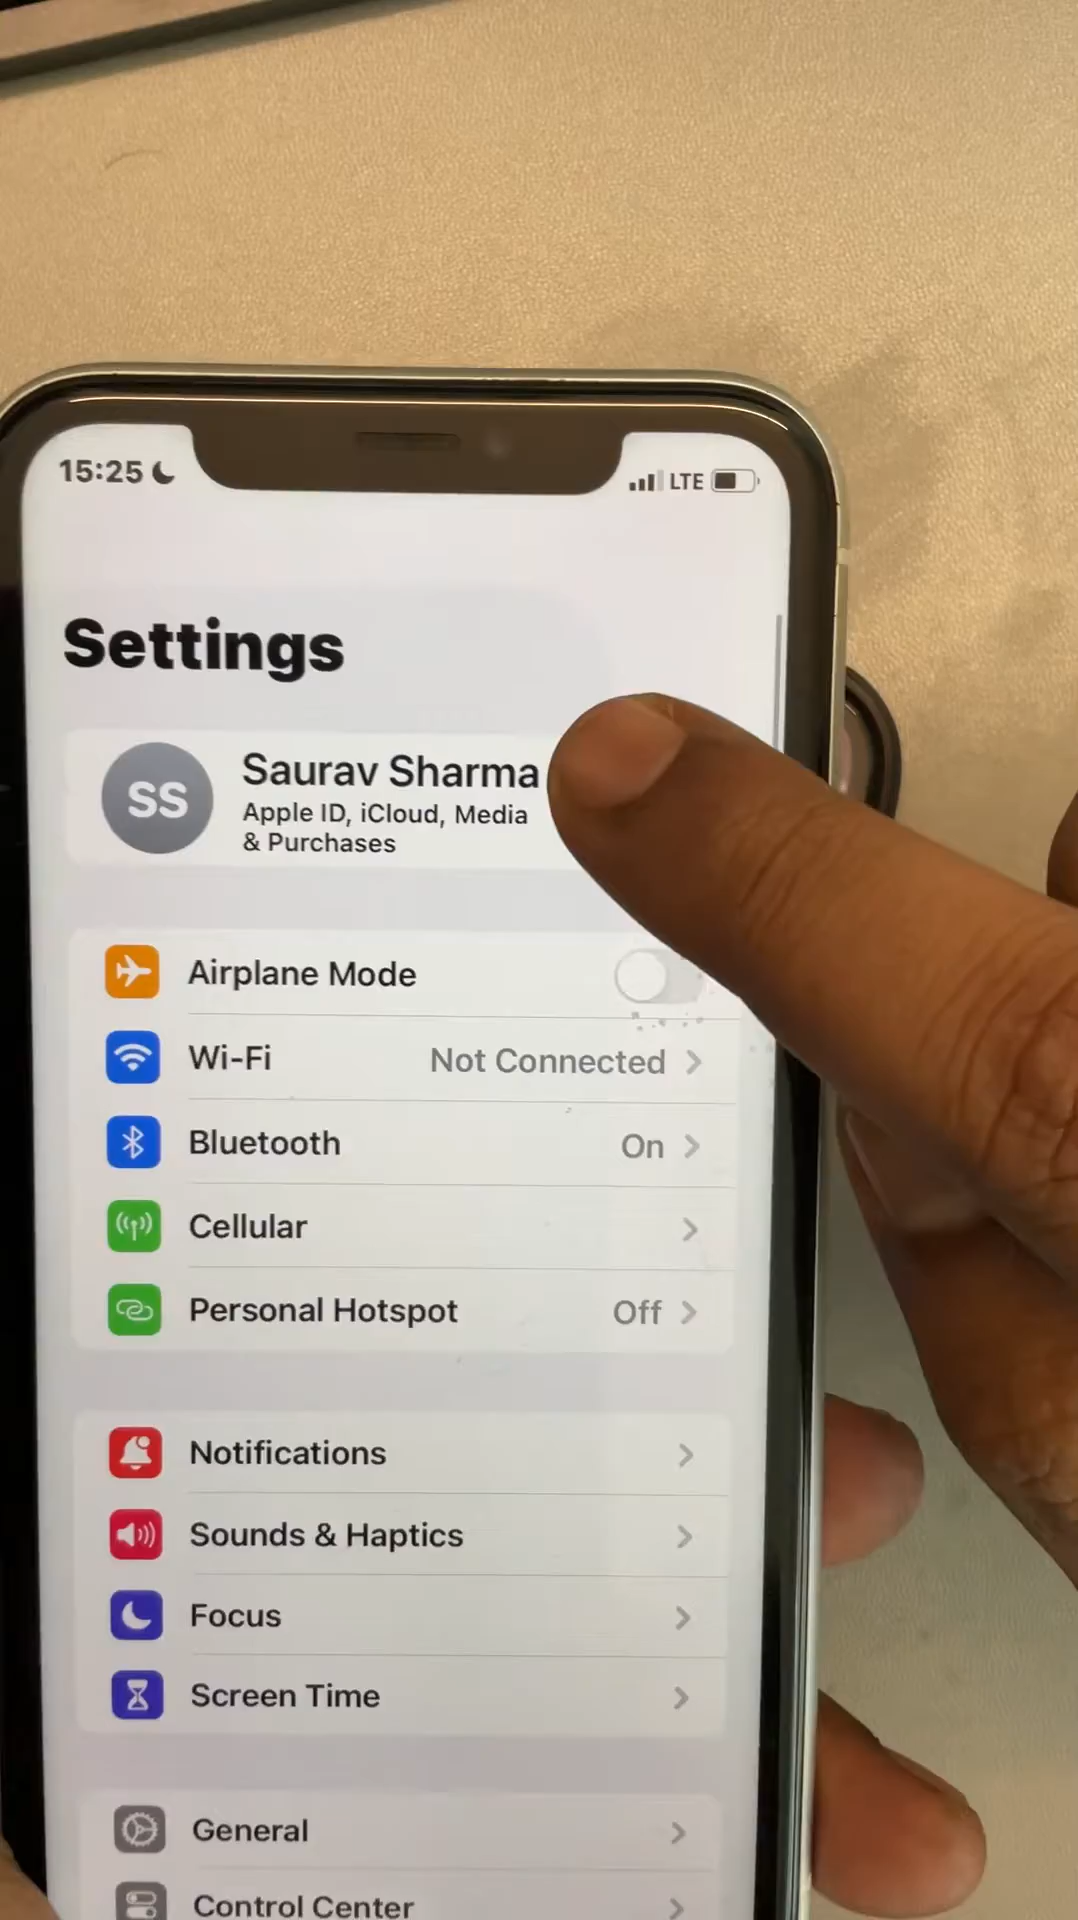 15:25 LTE
Settings
SS
Saurav Sharma
Apple ID, iCloud, Media
& Purchases
Airplane Mode
Wi-Fi Not Connected
Bluetooth On
Cellular
Personal Hotspot Off
Notifications
Sounds & Haptics
Focus
Screen Time
General
Control Center